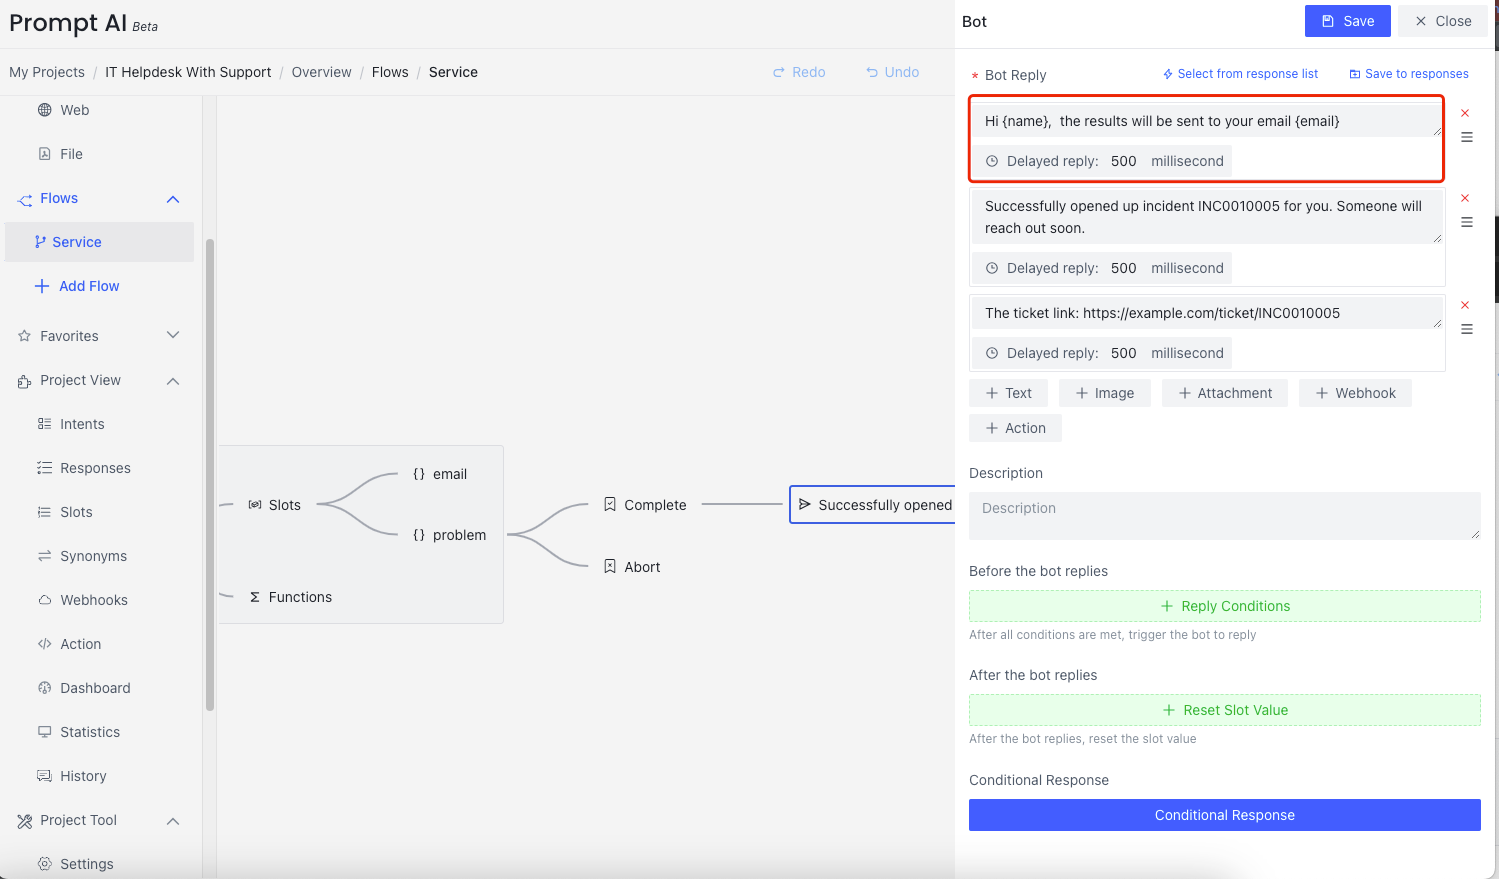 Prompt AI Beta
Bot
Save
Close
My Projects / IT Helpdesk With Support / Overview / Flows / Service
Redo
Undo
Web
File
Flows
Service
Add Flow
Favorites
Project View
Intents
Responses
Slots
Synonyms
Webhooks
Action
Dashboard
Statistics
History
Project Tool
Settings
Slots
{} email
{} problem
Functions
Complete
Abort
Successfully opened
* Bot Reply
Select from response list
Save to responses
Hi {name},  the results will be sent to your email {email}
Delayed reply: 500 millisecond
Successfully opened up incident INC0010005 for you. Someone will
reach out soon.
Delayed reply: 500 millisecond
The ticket link: https://example.com/ticket/INC0010005
Delayed reply: 500 millisecond
+ Text
+ Image
+ Attachment
+ Webhook
+ Action
Description
Description
Before the bot replies
+ Reply Conditions
After all conditions are met, trigger the bot to reply
After the bot replies
+ Reset Slot Value
After the bot replies, reset the slot value
Conditional Response
Conditional Response